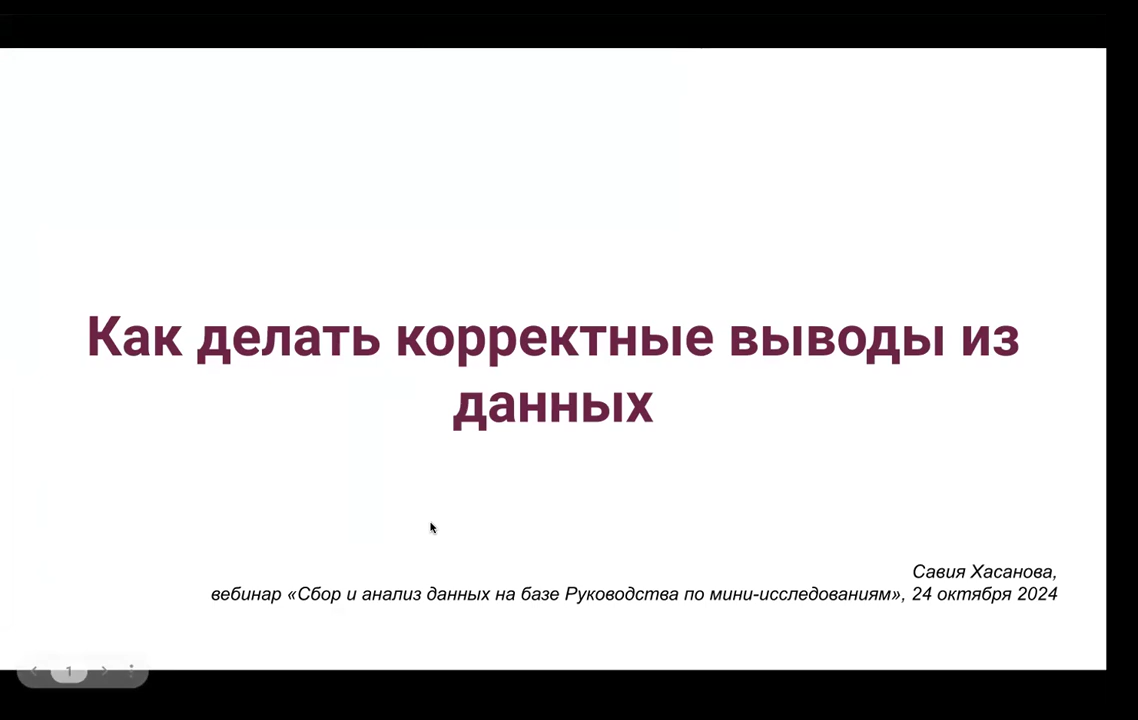 Как делать корректные выводы из
данных
Савия Хасанова,
вебинар «Сбор и анализ данных на базе Руководства по мини-исследованиям», 24 октября 2024
1